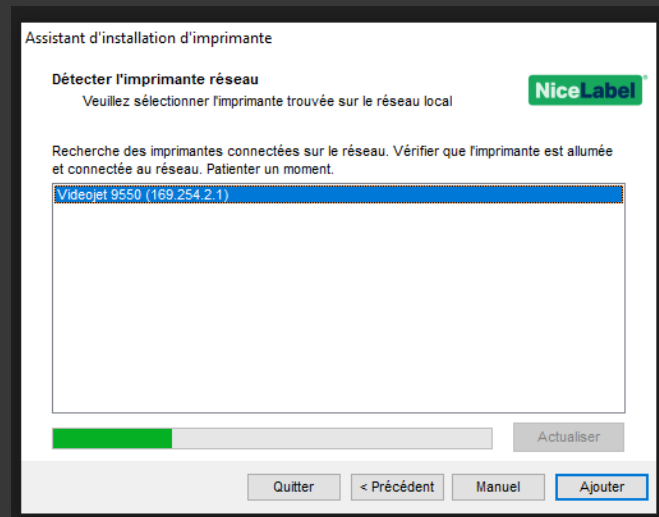 Assistant d'installation d'imprimante
Détecter l'imprimante réseau
Veuillez sélectionner l'imprimante trouvée sur le réseau local
NiceLabel
Recherche des imprimantes connectées sur le réseau. Vérifier que l'imprimante est allumée
et connectée au réseau. Patienter un moment.
Videojet 9550 (169.254.2.1)
Actualiser
Quitter
< Précédent
Manuel
Ajouter